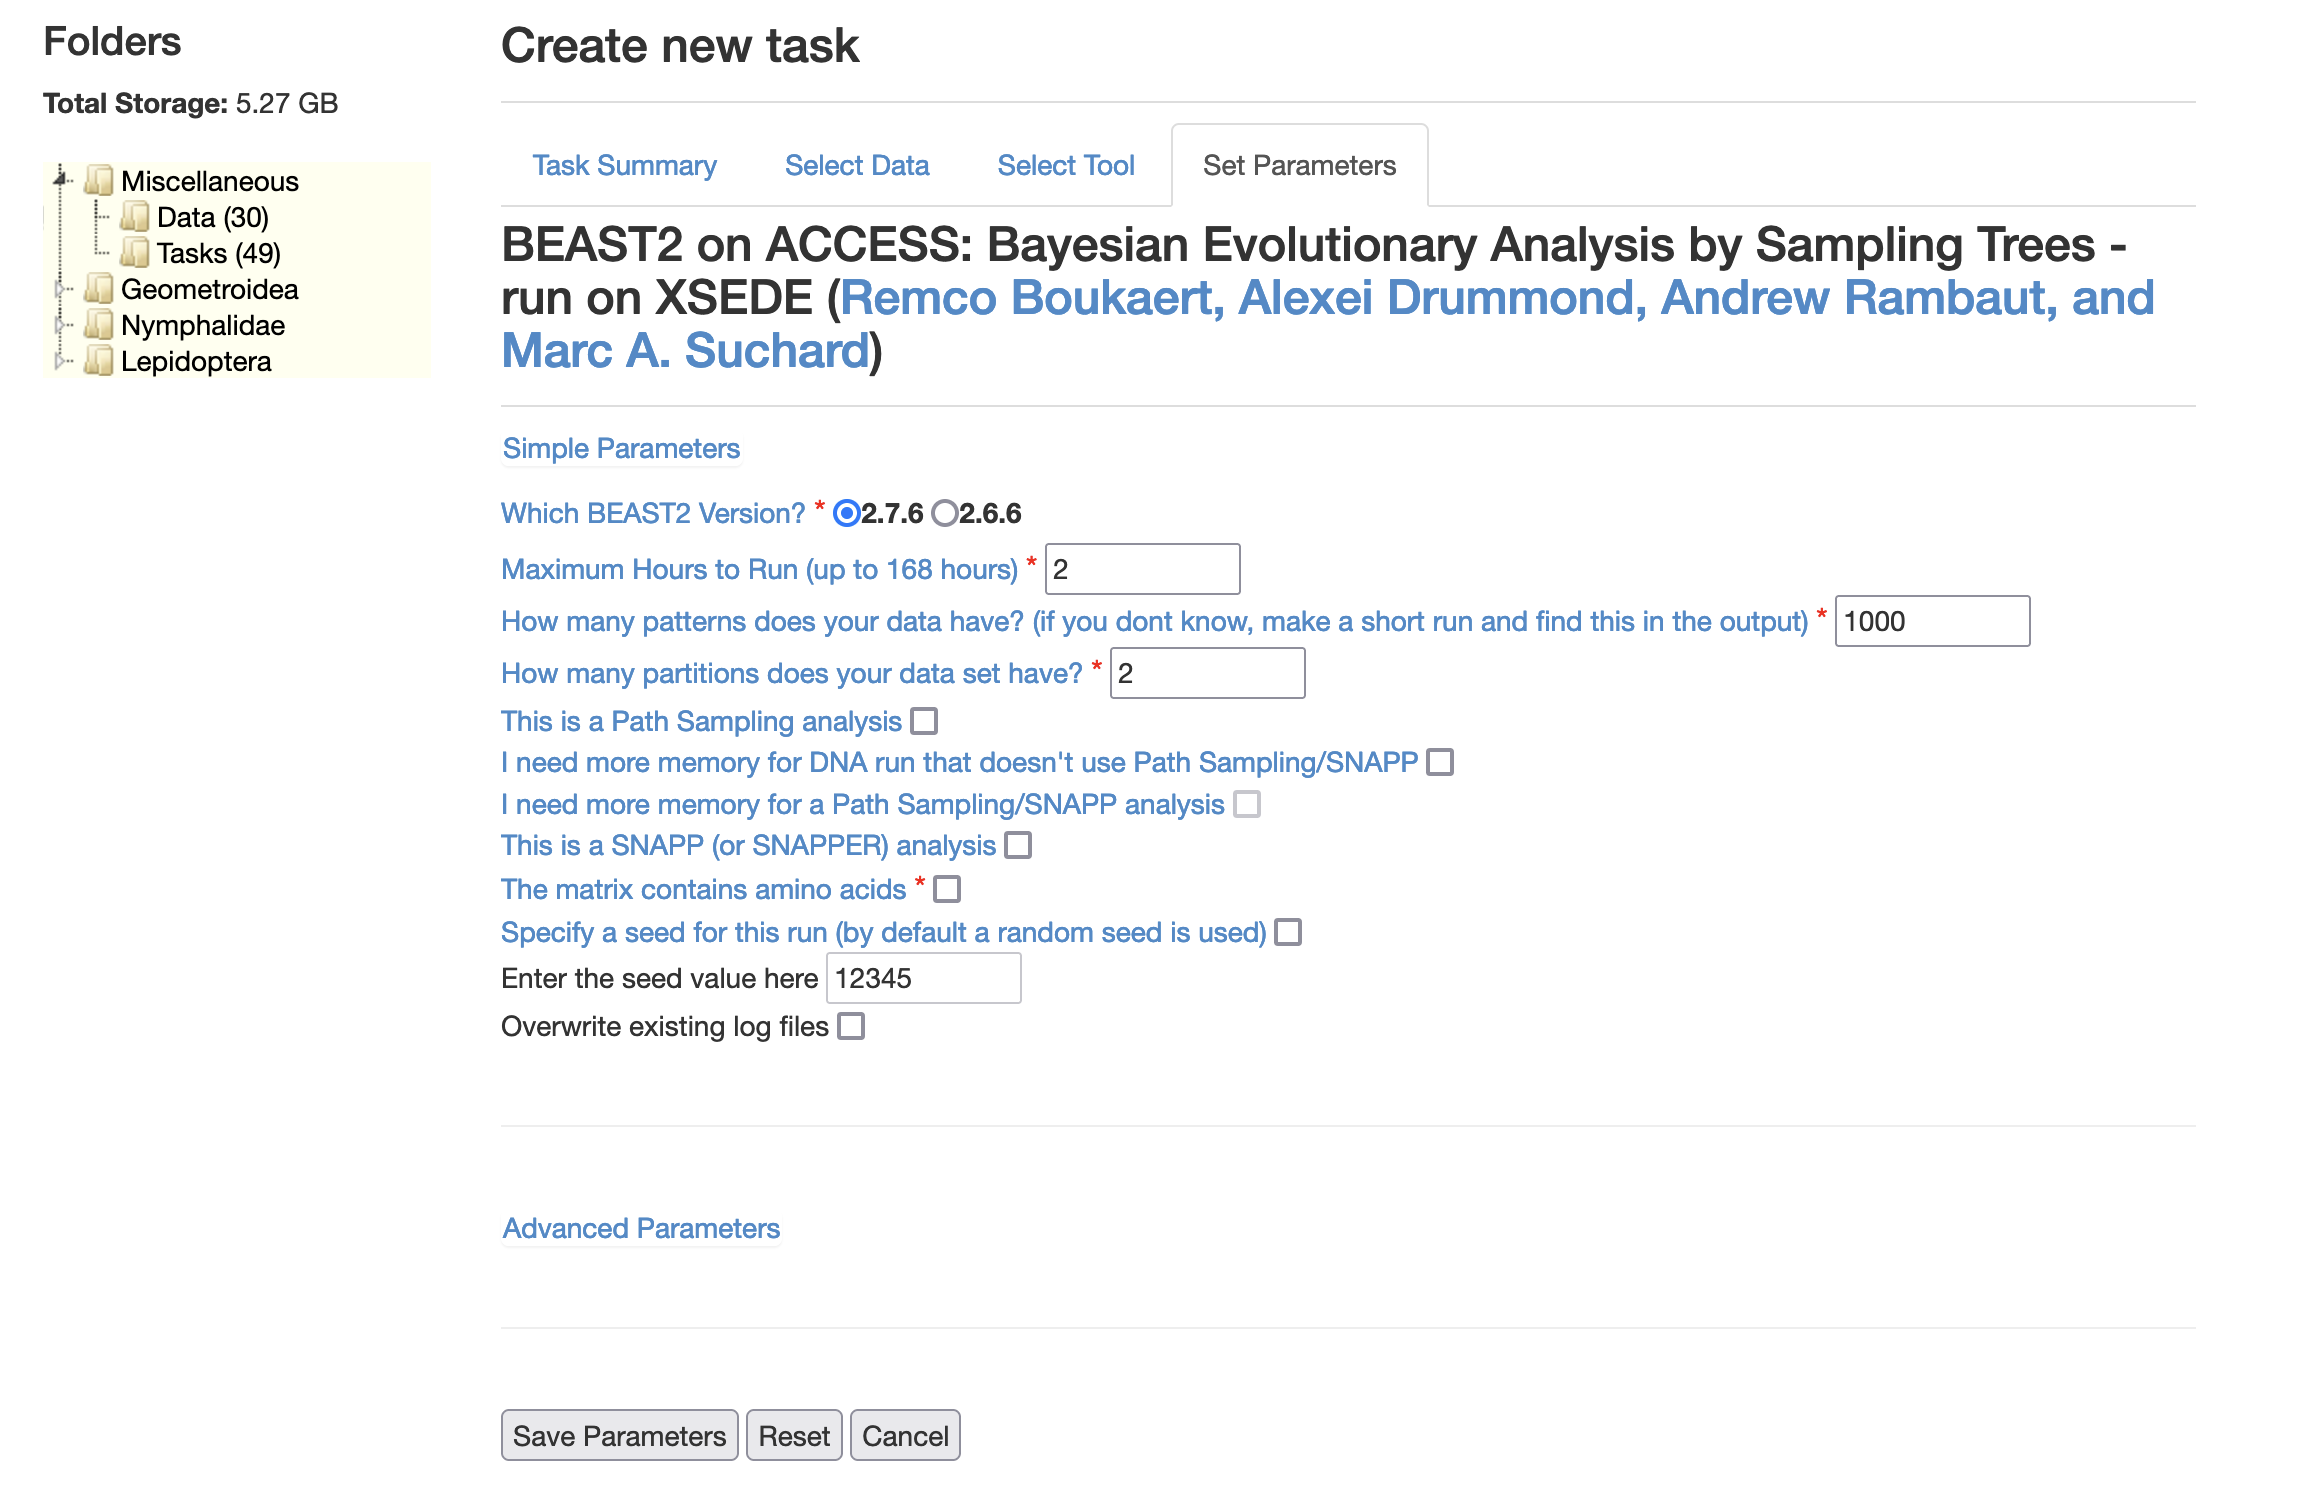 Folders
Total Storage: 5.27 GB
Miscellaneous
Data (30)
Tasks (49)
Geometroidea
Nymphalidae
Lepidoptera
Create new task
Task Summary
Select Data
Select Tool
Set Parameters
BEAST2 on ACCESS: Bayesian Evolutionary Analysis by Sampling Trees -
run on XSEDE (Remco Boukaert, Alexei Drummond, Andrew Rambaut, and
Marc A. Suchard)
Simple Parameters
Which BEAST2 Version? * 2.7.6 2.6.6
Maximum Hours to Run (up to 168 hours) * 2
How many patterns does your data have? (if you dont know, make a short run and find this in the output) * 1000
How many partitions does your data set have? * 2
This is a Path Sampling analysis
I need more memory for DNA run that doesn't use Path Sampling/SNAPP
I need more memory for a Path Sampling/SNAPP analysis
This is a SNAPP (or SNAPPER) analysis
The matrix contains amino acids *
Specify a seed for this run (by default a random seed is used)
Enter the seed value here 12345
Overwrite existing log files
Advanced Parameters
Save Parameters Reset Cancel